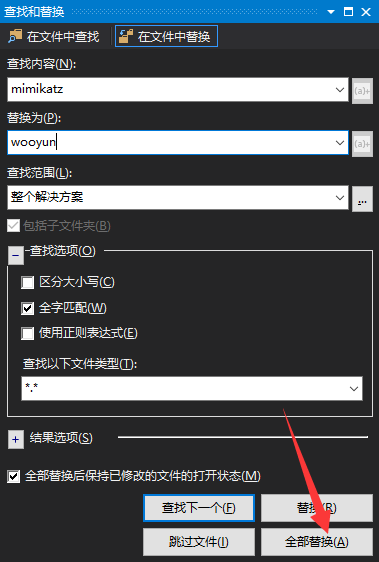 查找和替换
在文件中查找 在文件中替换
查找内容(N):
mimikatz
(a)+
替换为(P):
wooyun
(a)+
查找范围(L):
整个解决方案
...
包括子文件夹(B)
查找选项(O)
区分大小写(C)
全字匹配(W)
使用正则表达式(E)
查找以下文件类型(T):
*.*
结果选项(S)
全部替换后保持已修改的文件的打开状态(M)
查找下一个(F) 替换(R)
跳过文件(I) 全部替换(A)